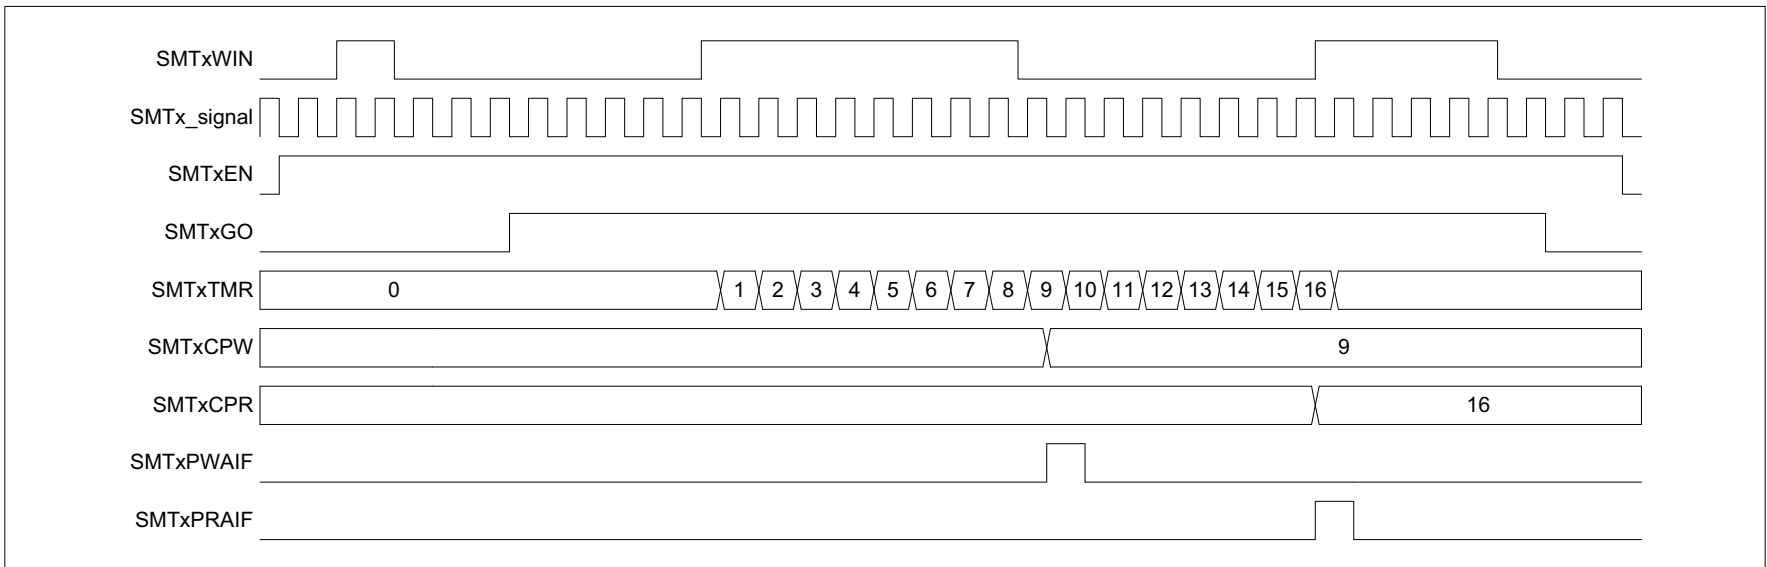 SMTxWIN
SMTx_signal
SMTxEN
SMTxGO
SMTxTMR 0 1 2 3 4 5 6 7 8 9 10 11 12 13 14 15 16
SMTxCPW 9
SMTxCPR 16
SMTxPWAIF
SMTxPRAIF